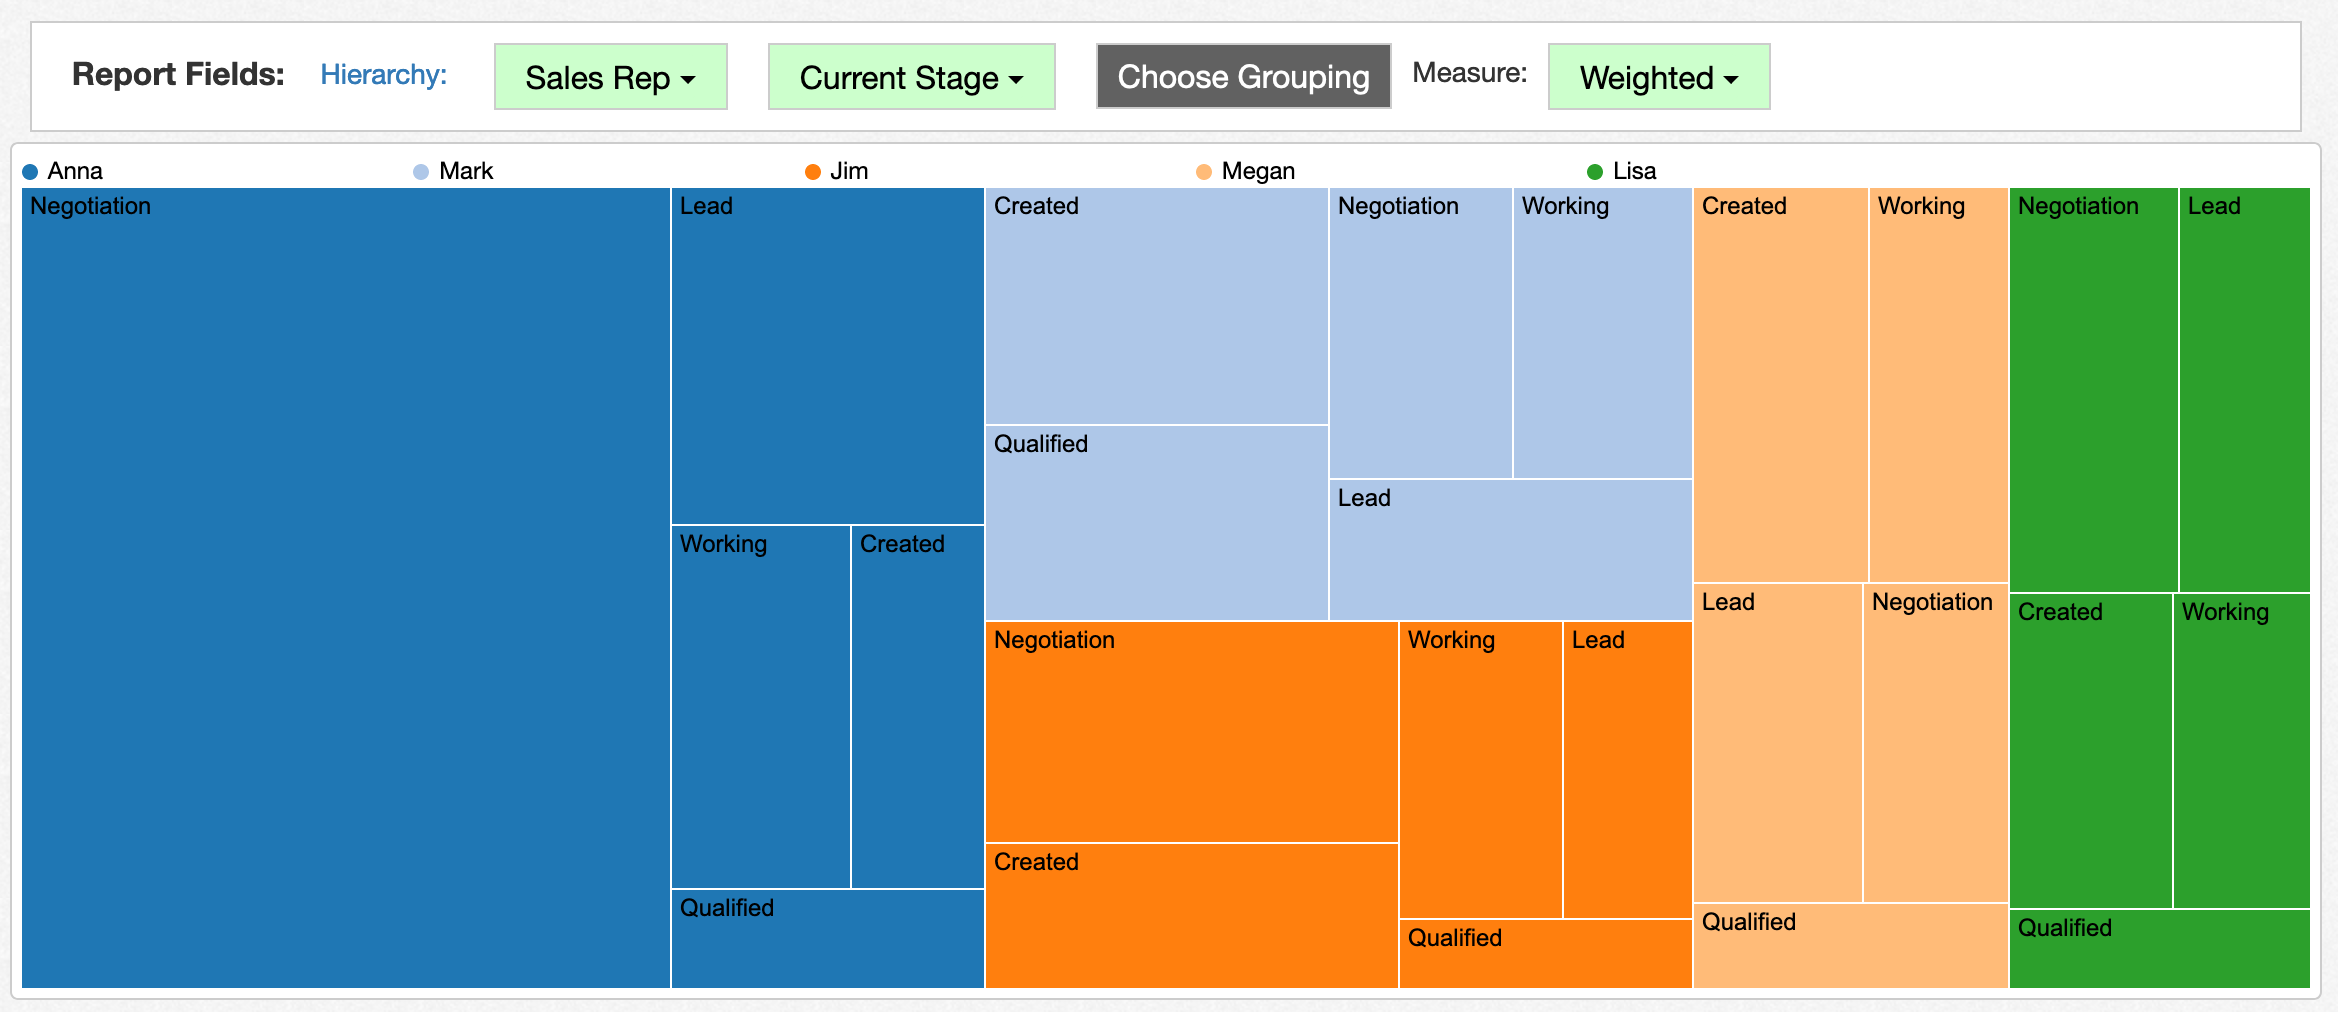 Report Fields: Hierarchy: Sales Rep Current Stage Choose Grouping Measure: Weighted
Anna Mark Jim Megan Lisa
Negotiation
Lead
Working
Created
Qualified
Created
Qualified
Negotiation
Working
Lead
Negotiation
Created
Working
Lead
Qualified
Created
Working
Lead
Negotiation
Qualified
Negotiation
Lead
Created
Working
Qualified